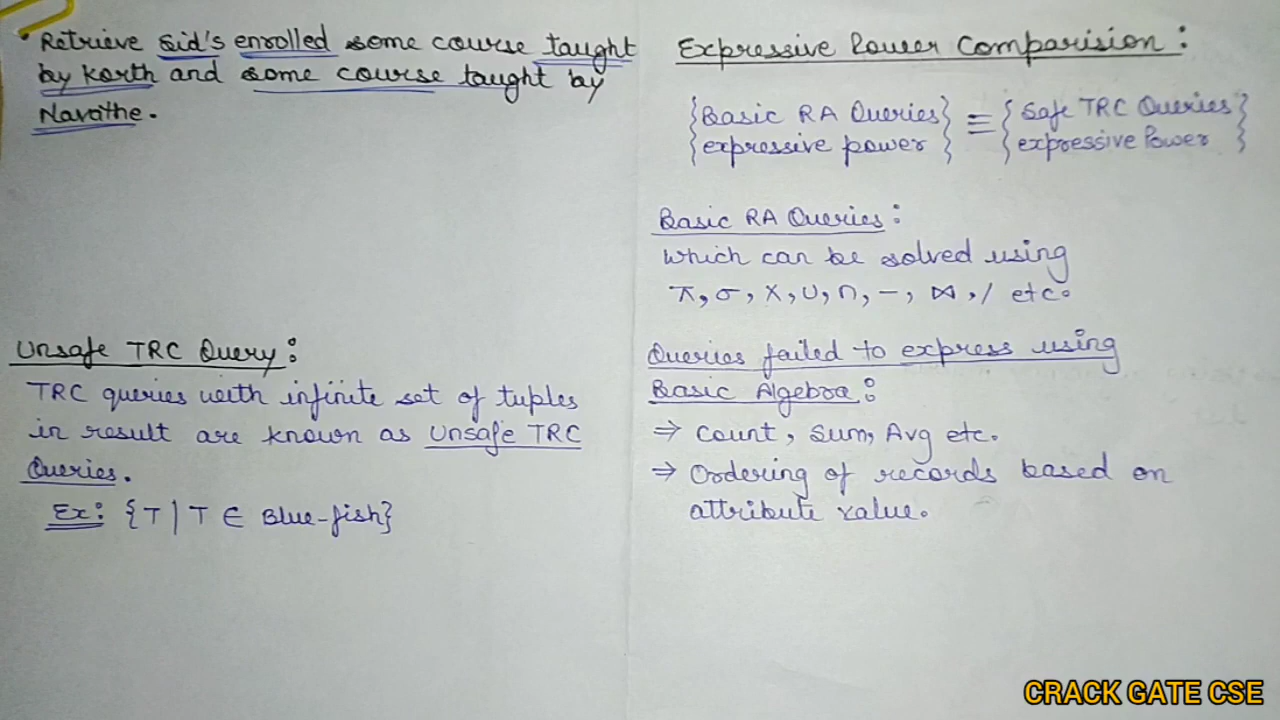 • Retrieve Sid's enrolled some course taught
by Korth and some course taught by
Navathe.
Unsafe TRC Query:
TRC queries with infinite set of tuples
in result are known as Unsafe TRC
Queries.
Ex: {T | T ∈ Blue-fish}
Expressive Power Comparision:
{Basic RA Queries expressive power} ≡ {Safe TRC Queries expressive Power}
Basic RA Queries:
Which can be solved using
π, σ, X, ∪, ∩, −, ⋈, / etc.
Queries failed to express using
Basic Algebra:
⇒ Count, Sum, Avg etc.
⇒ Ordering of records based on
attribute value.
CRACK GATE CSE